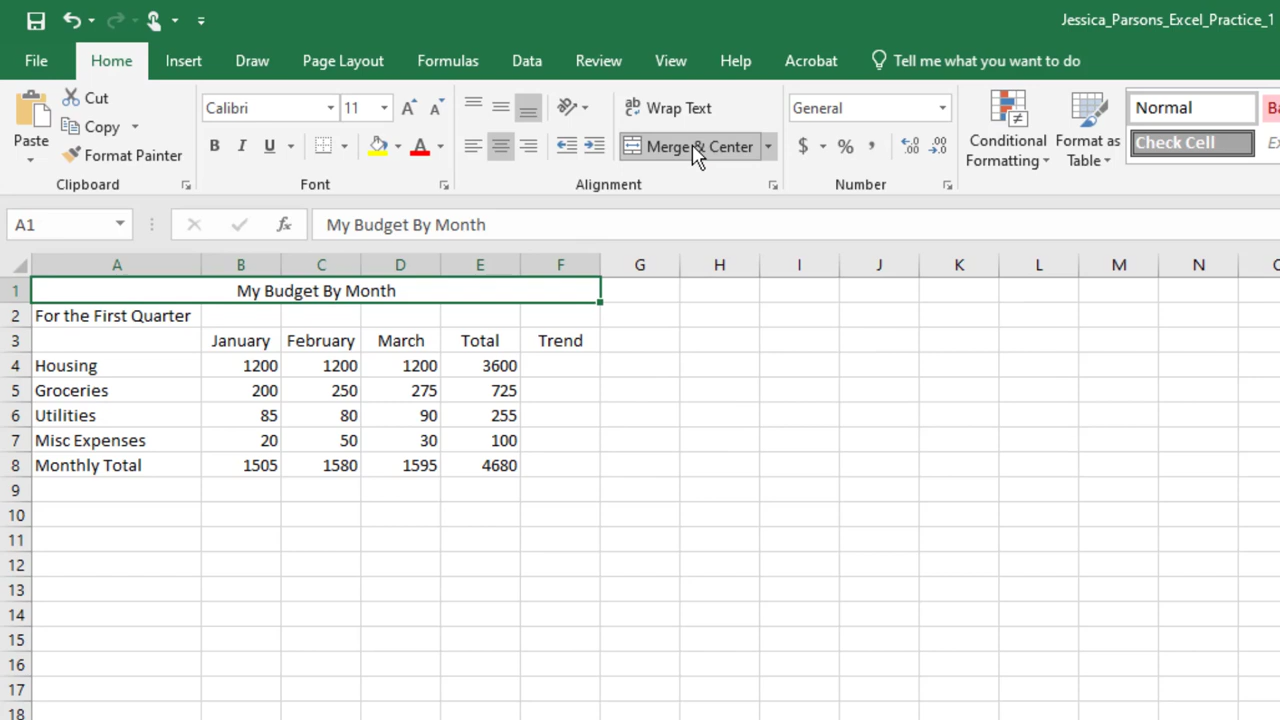 Jessica_Parsons_Excel_Practice_1
File Home Insert Draw Page Layout Formulas Data Review View Help Acrobat Tell me what you want to do
Paste
Cut
Copy
Format Painter
Clipboard
Calibri 11
B I U
Font
Wrap Text
Merge & Center
Alignment
General
$ % ,
Number
Conditional Formatting
Format as Table
Normal
Check Cell
A1 fx My Budget By Month
A B C D E F G H I J K L M N
1 My Budget By Month
2 For the First Quarter
3 January February March Total Trend
4 Housing 1200 1200 1200 3600
5 Groceries 200 250 275 725
6 Utilities 85 80 90 255
7 Misc Expenses 20 50 30 100
8 Monthly Total 1505 1580 1595 4680
9
10
11
12
13
14
15
16
17
18